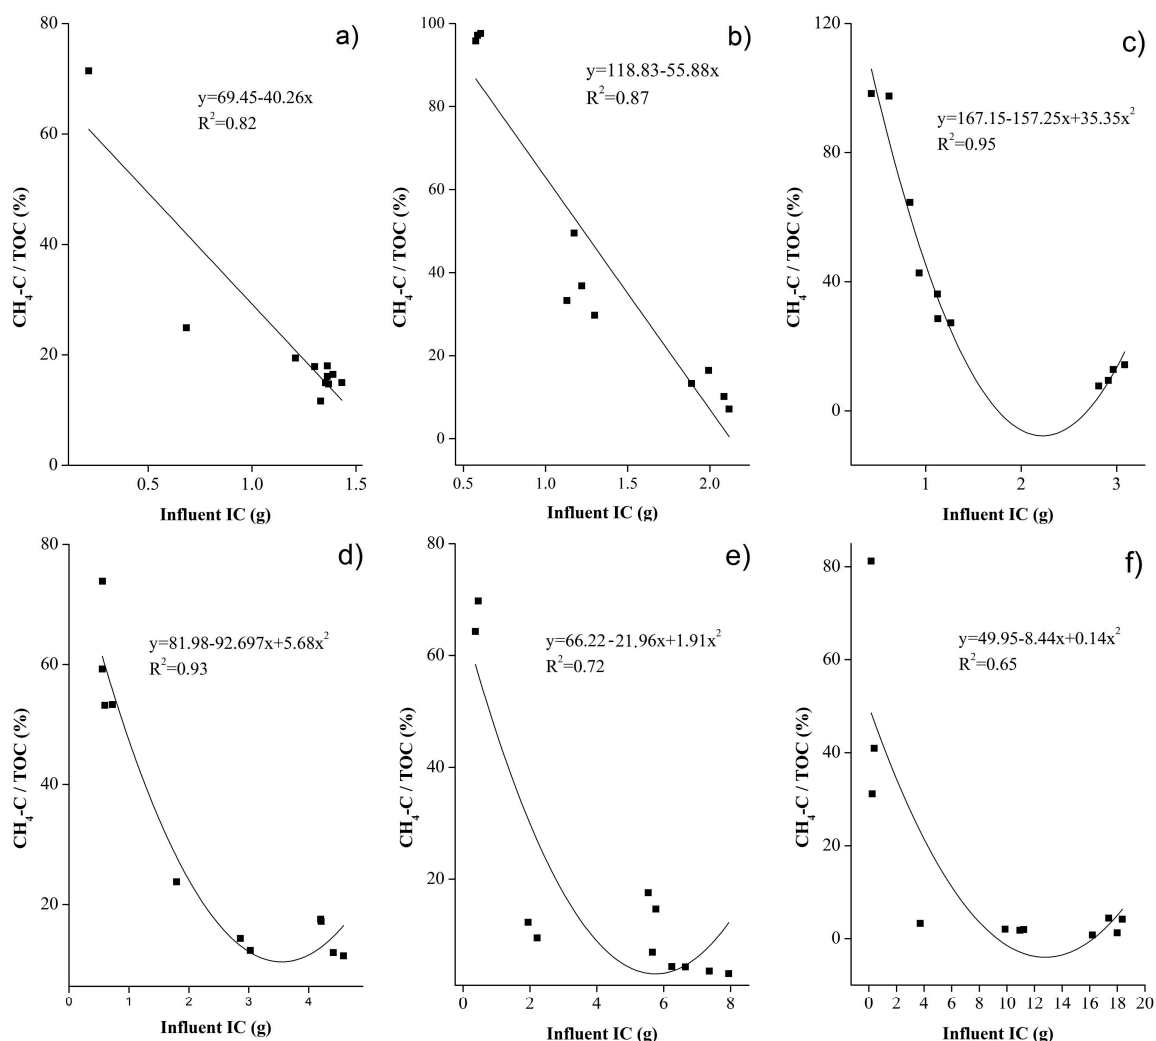 a)
y=69.45-40.26x
R²=0.82
80
60
40
20
0
0.5 1.0 1.5
CH₄-C / TOC (%)
Influent IC (g)
b)
y=118.83-55.88x
R²=0.87
100
80
60
40
20
0
0.5 1.0 1.5 2.0
CH₄-C / TOC (%)
Influent IC (g)
c)
y=167.15-157.25x+35.35x²
R²=0.95
120
80
40
0
1 2 3
CH₄-C / TOC (%)
Influent IC (g)
d)
y=81.98-92.697x+5.68x²
R²=0.93
80
60
40
20
0 1 2 3 4
CH₄-C / TOC (%)
Influent IC (g)
e)
y=66.22-21.96x+1.91x²
R²=0.72
80
60
40
20
0 2 4 6 8
CH₄-C / TOC (%)
Influent IC (g)
f)
y=49.95-8.44x+0.14x²
R²=0.65
80
60
40
20
0
0 2 4 6 8 10 12 14 16 18 20
CH₄-C / TOC (%)
Influent IC (g)